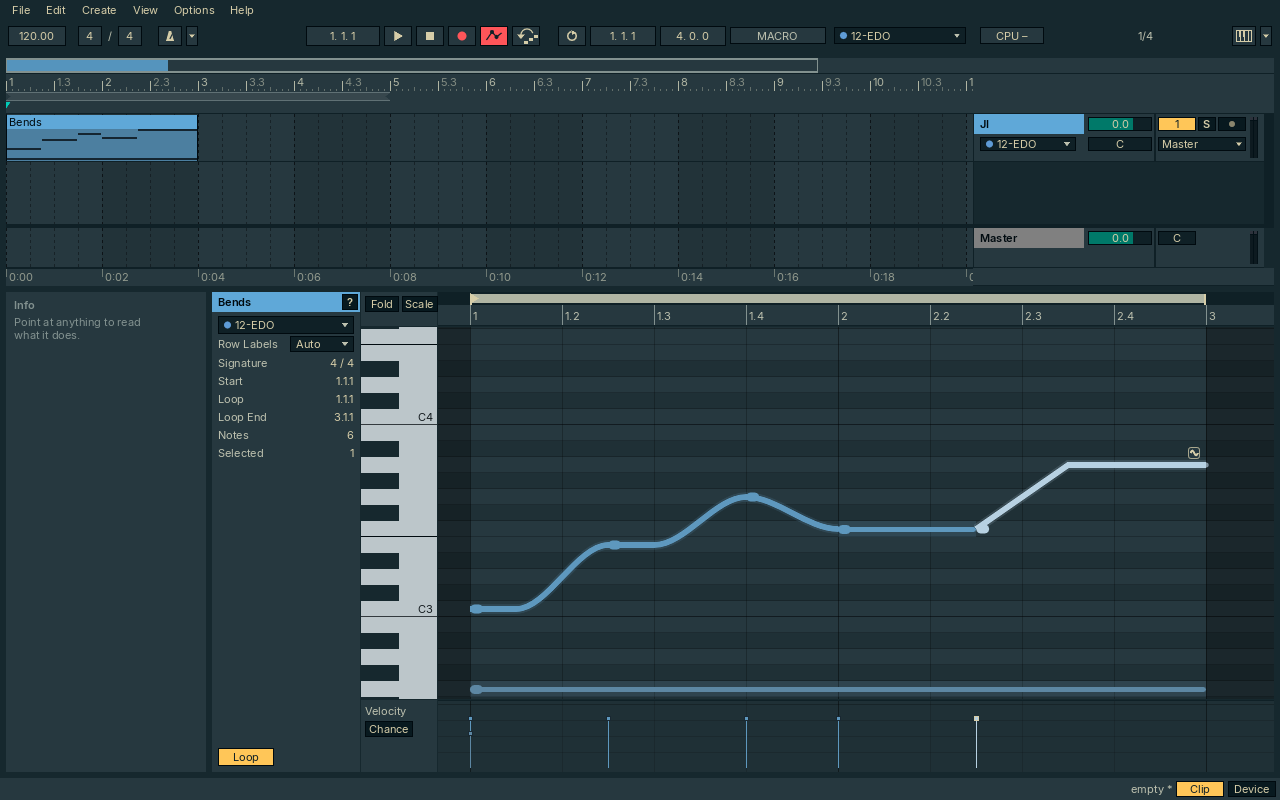 File Edit Create View Options Help
120.00 4 / 4 1. 1. 1 1. 1. 1 4. 0. 0 MACRO 12-EDO CPU – 1/4
1 1.3 2 2.3 3 3.3 4 4.3 5 5.3 6 6.3 7 7.3 8 8.3 9 9.3 10 10.3 1
Bends
JI 0.0 1 S
12-EDO C Master
Master 0.0 C
0:00 0:02 0:04 0:06 0:08 0:10 0:12 0:14 0:16 0:18
Info
Point at anything to read
what it does.
Bends ?
12-EDO
Row Labels Auto
Signature 4 / 4
Start 1.1.1
Loop 1.1.1
Loop End 3.1.1
Notes 6
Selected 1
Loop
Fold Scale
1 1.2 1.3 1.4 2 2.2 2.3 2.4 3
C4
C3
Velocity
Chance
empty * Clip Device